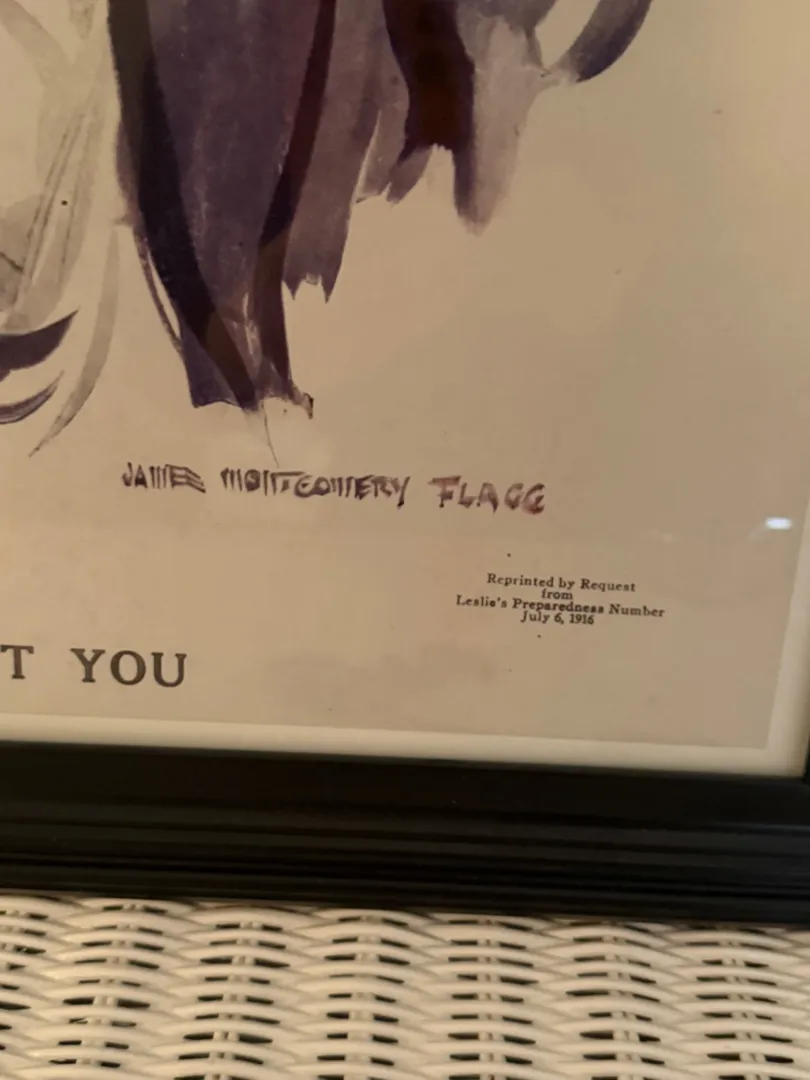 JAMES MONTGOMERY FLAGG
Reprinted by Request
from
Leslie's Preparedness Number
July 6, 1916
T YOU